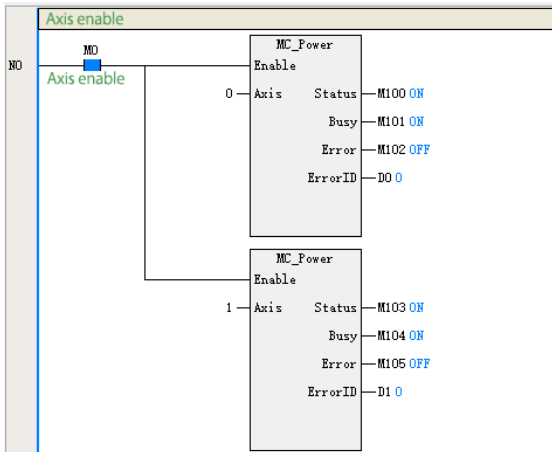 Axis enable
M0
N0
Axis enable
MC_Power
Enable
0 Axis Status M100 ON
Busy M101 ON
Error M102 OFF
ErrorID D0 0
MC_Power
Enable
1 Axis Status M103 ON
Busy M104 ON
Error M105 OFF
ErrorID D1 0